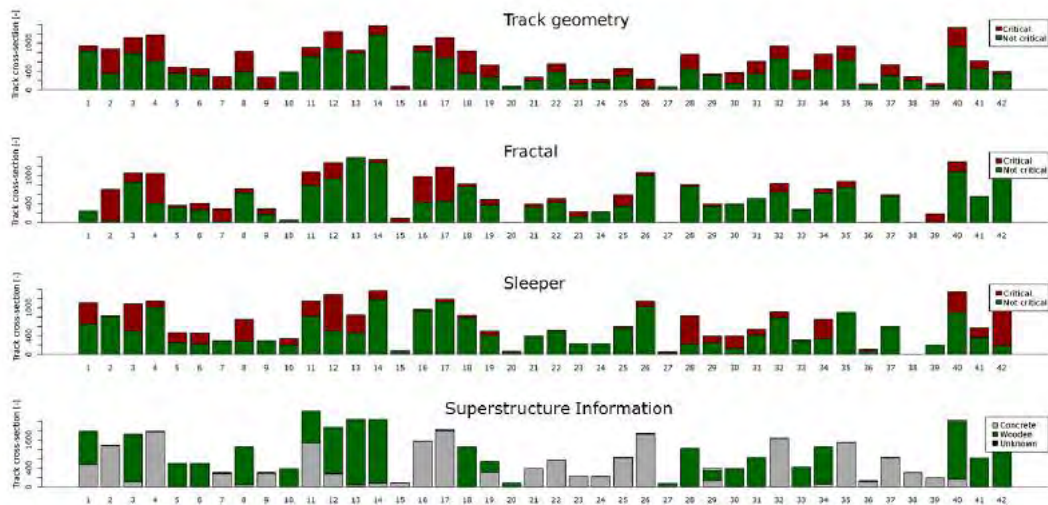 Track geometry
Track cross-section [-]
400
1000
Critical
Not critical
1 2 3 4 5 6 7 8 9 10 11 12 13 14 15 16 17 18 19 20 21 22 23 24 25 26 27 28 29 30 31 32 33 34 35 36 37 38 39 40 41 42
Fractal
Track cross-section [-]
400
1000
Critical
Not critical
1 2 3 4 5 6 7 8 9 10 11 12 13 14 15 16 17 18 19 20 21 22 23 24 25 26 27 28 29 30 31 32 33 34 35 36 37 38 39 40 41 42
Sleeper
Track cross-section [-]
400
1000
Critical
Not critical
1 2 3 4 5 6 7 8 9 10 11 12 13 14 15 16 17 18 19 20 21 22 23 24 25 26 27 28 29 30 31 32 33 34 35 36 37 38 39 40 41 42
Superstructure Information
Track cross-section [-]
400
1000
Concrete
Wooden
Unknown
1 2 3 4 5 6 7 8 9 10 11 12 13 14 15 16 17 18 19 20 21 22 23 24 25 26 27 28 29 30 31 32 33 34 35 36 37 38 39 40 41 42